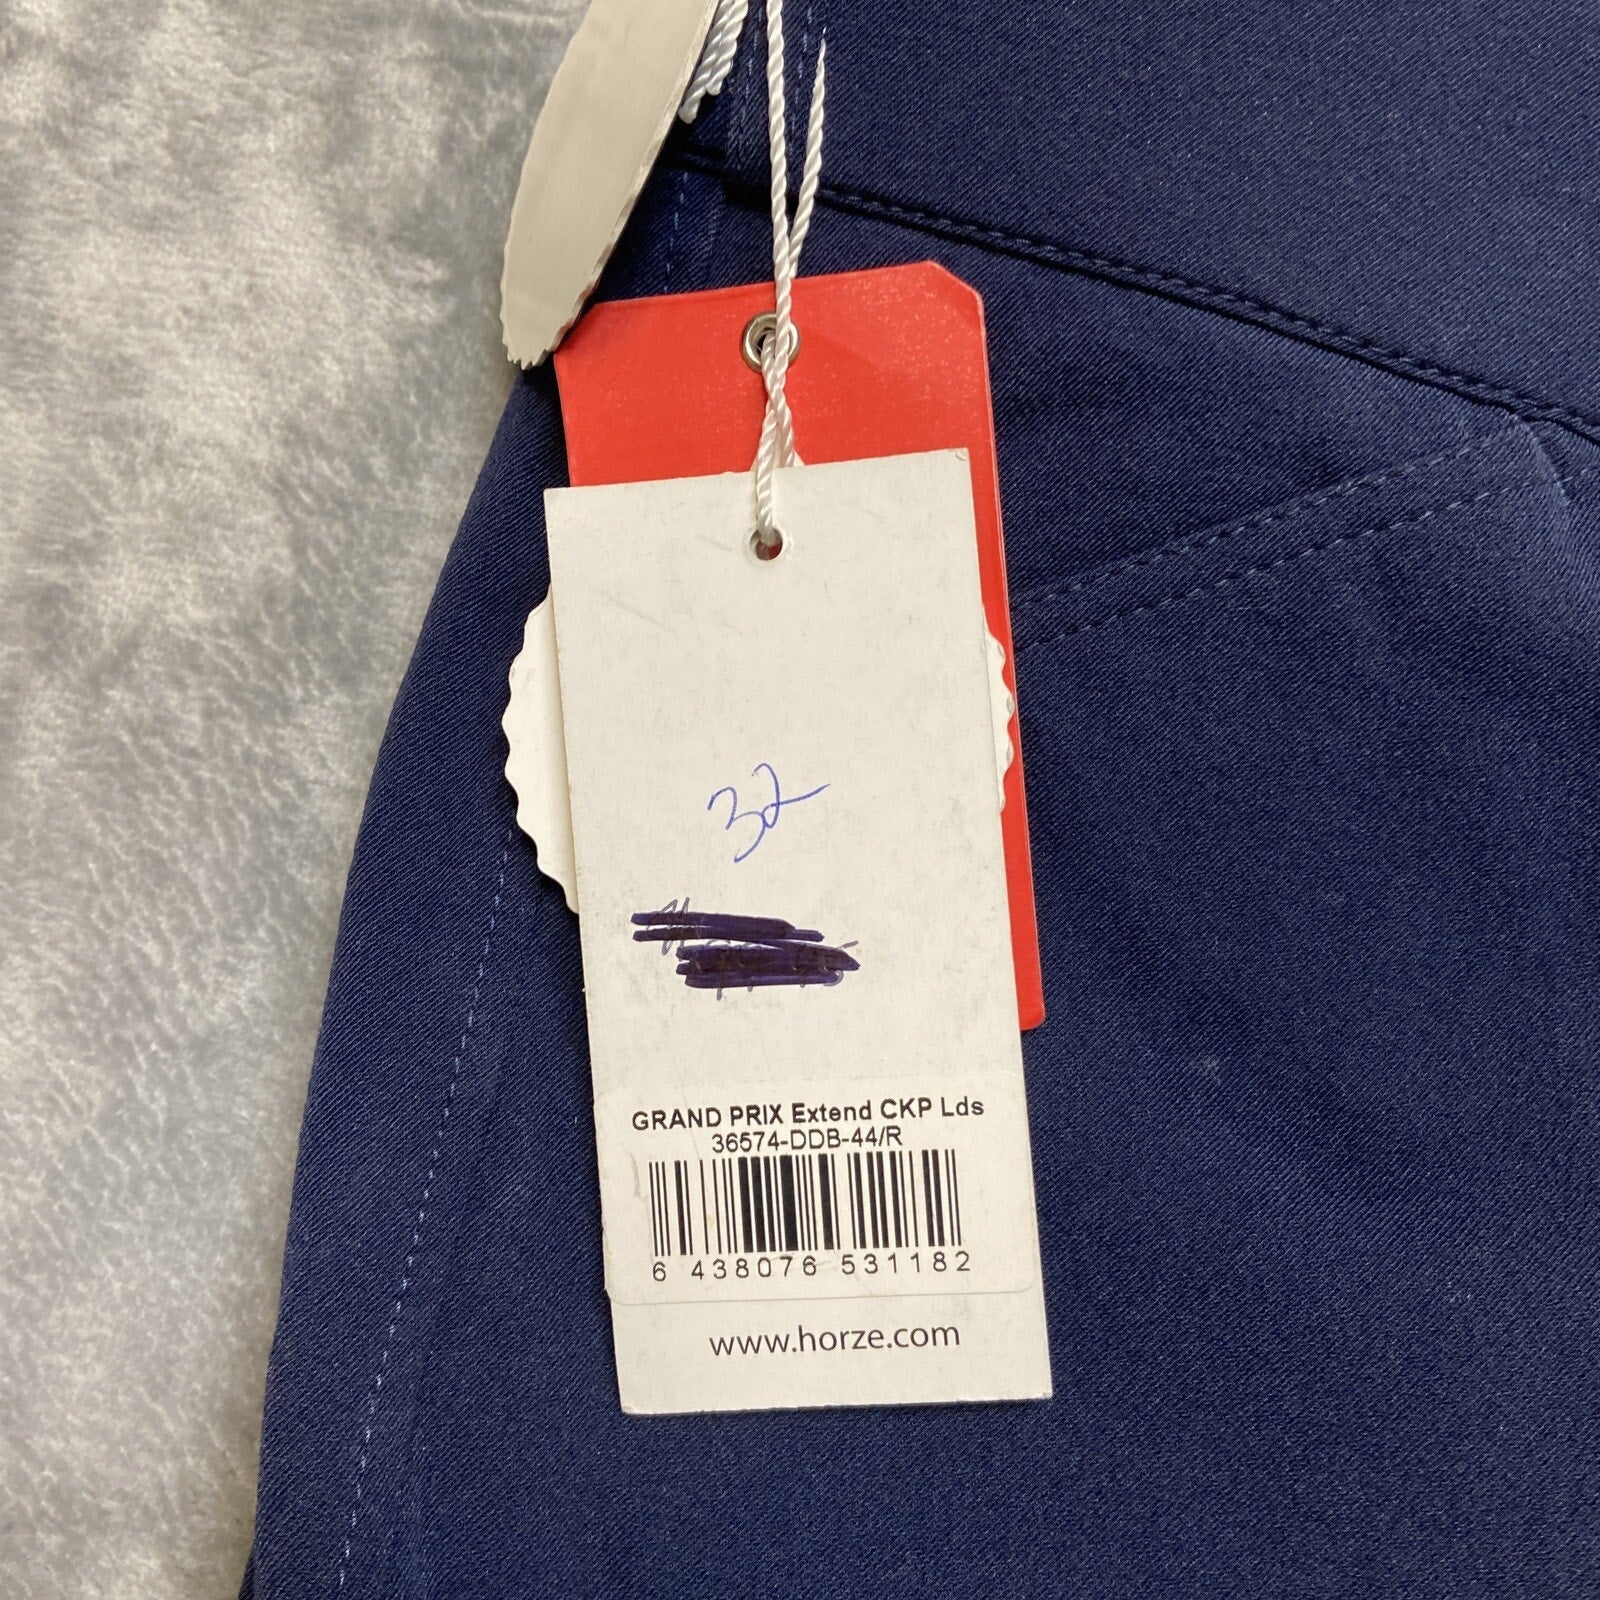 32
GRAND PRIX Extend CKP Lds
36574-DDB-44/R
6 438076 531182
www.horze.com